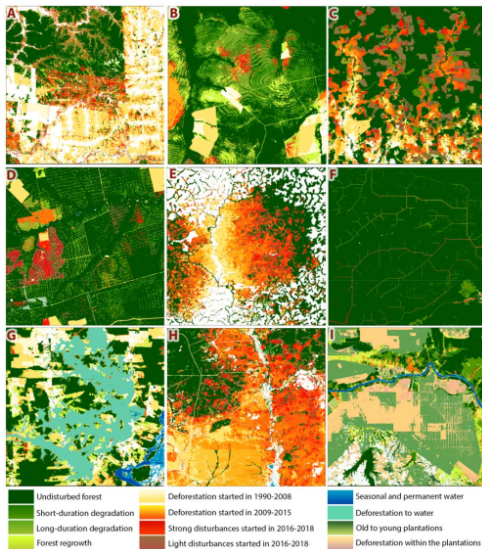 A
B
C
D
E
F
G
H
I
Undisturbed forest
Short-duration degradation
Long-duration degradation
Forest regrowth
Deforestation started in 1990-2008
Deforestation started in 2009-2015
Strong disturbances started in 2016-2018
Light disturbances started in 2016-2018
Seasonal and permanent water
Deforestation to water
Old to young plantations
Deforestation within the plantations